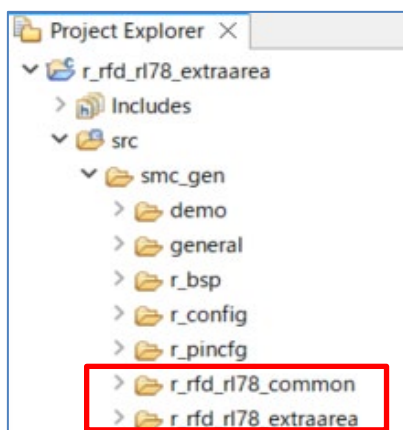 Project Explorer
r_rfd_rl78_extraarea
Includes
src
smc_gen
demo
general
r_bsp
r_config
r_pincfg
r_rfd_rl78_common
r_rfd_rl78_extraarea